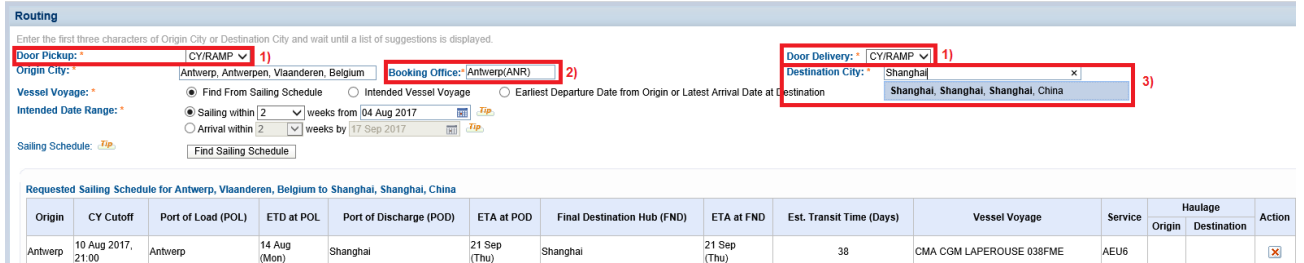 Routing
Enter the first three characters of Origin City or Destination City and wait until a list of suggestions is displayed.
Door Pickup: * CY/RAMP 1) Door Delivery: * CY/RAMP 1)
Origin City: * Antwerp, Antwerpen, Vlaanderen, Belgium Booking Office:* Antwerp(ANR) 2) Destination City: * Shanghai ×
Shanghai, Shanghai, Shanghai, China 3)
Vessel Voyage: * Find From Sailing Schedule Intended Vessel Voyage Earliest Departure Date from Origin or Latest Arrival Date at Destination
Intended Date Range: * Sailing within 2 weeks from 04 Aug 2017 Tip
Arrival within 2 weeks by 17 Sep 2017 Tip
Sailing Schedule: Tip Find Sailing Schedule
Requested Sailing Schedule for Antwerp, Vlaanderen, Belgium to Shanghai, Shanghai, China
Origin CY Cutoff Port of Load (POL) ETD at POL Port of Discharge (POD) ETA at POD Final Destination Hub (FND) ETA at FND Est. Transit Time (Days) Vessel Voyage Service Haulage Action
Origin Destination
Antwerp 10 Aug 2017, 21:00 Antwerp 14 Aug (Mon) Shanghai 21 Sep (Thu) Shanghai 21 Sep (Thu) 38 CMA CGM LAPEROUSE 038FME AEU6